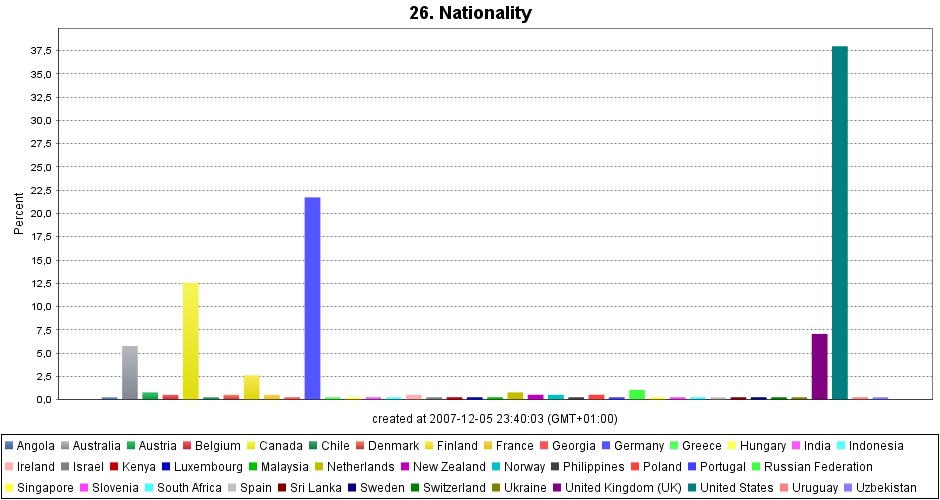 26. Nationality
37,5
35,0
32,5
30,0
27,5
25,0
22,5
20,0
17,5
15,0
12,5
10,0
7,5
5,0
2,5
0,0
Percent
created at 2007-12-05 23:40:03 (GMT+01:00)
Angola Australia Austria Belgium Canada Chile Denmark Finland France Georgia Germany Greece Hungary India Indonesia
Ireland Israel Kenya Luxembourg Malaysia Netherlands New Zealand Norway Philippines Poland Portugal Russian Federation
Singapore Slovenia South Africa Spain Sri Lanka Sweden Switzerland Ukraine United Kingdom (UK) United States Uruguay Uzbekistan